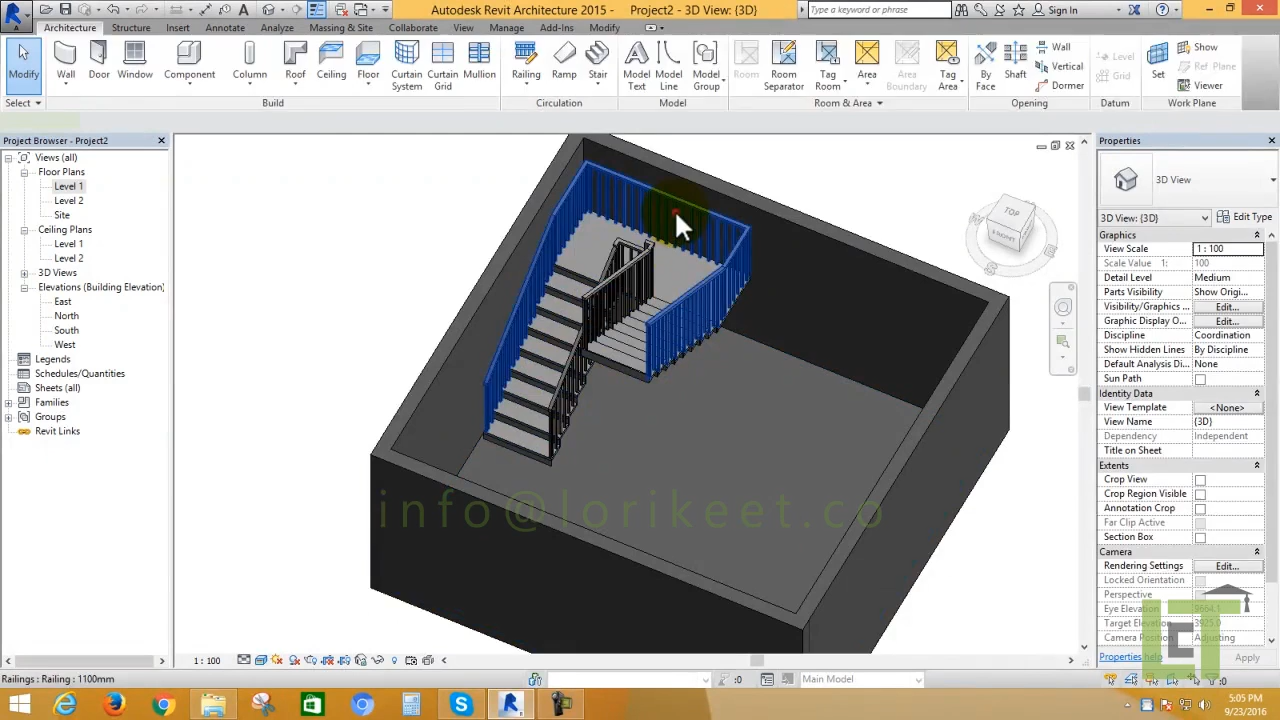 Autodesk Revit Architecture 2015 - Project2 - 3D View: {3D}
Type a keyword or phrase
Sign In
Architecture Structure Insert Annotate Analyze Massing & Site Collaborate View Manage Add-Ins Modify
Modify Wall Door Window Component Column Roof Ceiling Floor Curtain System Curtain Grid Mullion Railing Ramp Stair Model Text Model Line Model Group Room Room Separator Tag Room Area Area Boundary Tag Area By Face Shaft Wall Vertical Dormer Level Grid Set Show Ref Plane Viewer
Select Build Circulation Model Room & Area Opening Datum Work Plane
Project Browser - Project2
Views (all)
Floor Plans
Level 1
Level 2
Site
Ceiling Plans
Level 1
Level 2
3D Views
Elevations (Building Elevation)
East
North
South
West
Legends
Schedules/Quantities
Sheets (all)
Families
Groups
Revit Links
TOP
info@lorikeet.co
Properties
3D View
3D View: {3D} Edit Type
Graphics
View Scale 1 : 100
Scale Value 1: 100
Detail Level Medium
Parts Visibility Show Origi...
Visibility/Graphics ... Edit...
Graphic Display O... Edit...
Discipline Coordination
Show Hidden Lines By Discipline
Default Analysis Di... None
Sun Path
Identity Data
View Template <None>
View Name {3D}
Dependency Independent
Title on Sheet
Extents
Crop View
Crop Region Visible
Annotation Crop
Far Clip Active
Section Box
Camera
Rendering Settings Edit...
Locked Orientation
Perspective
Eye Elevation 9664.1
Target Elevation 3925.0
Camera Position Adjusting
Properties help Apply
1 : 100
Railings : Railing : 1100mm
:0
Main Model
:0
5:05 PM
9/23/2016